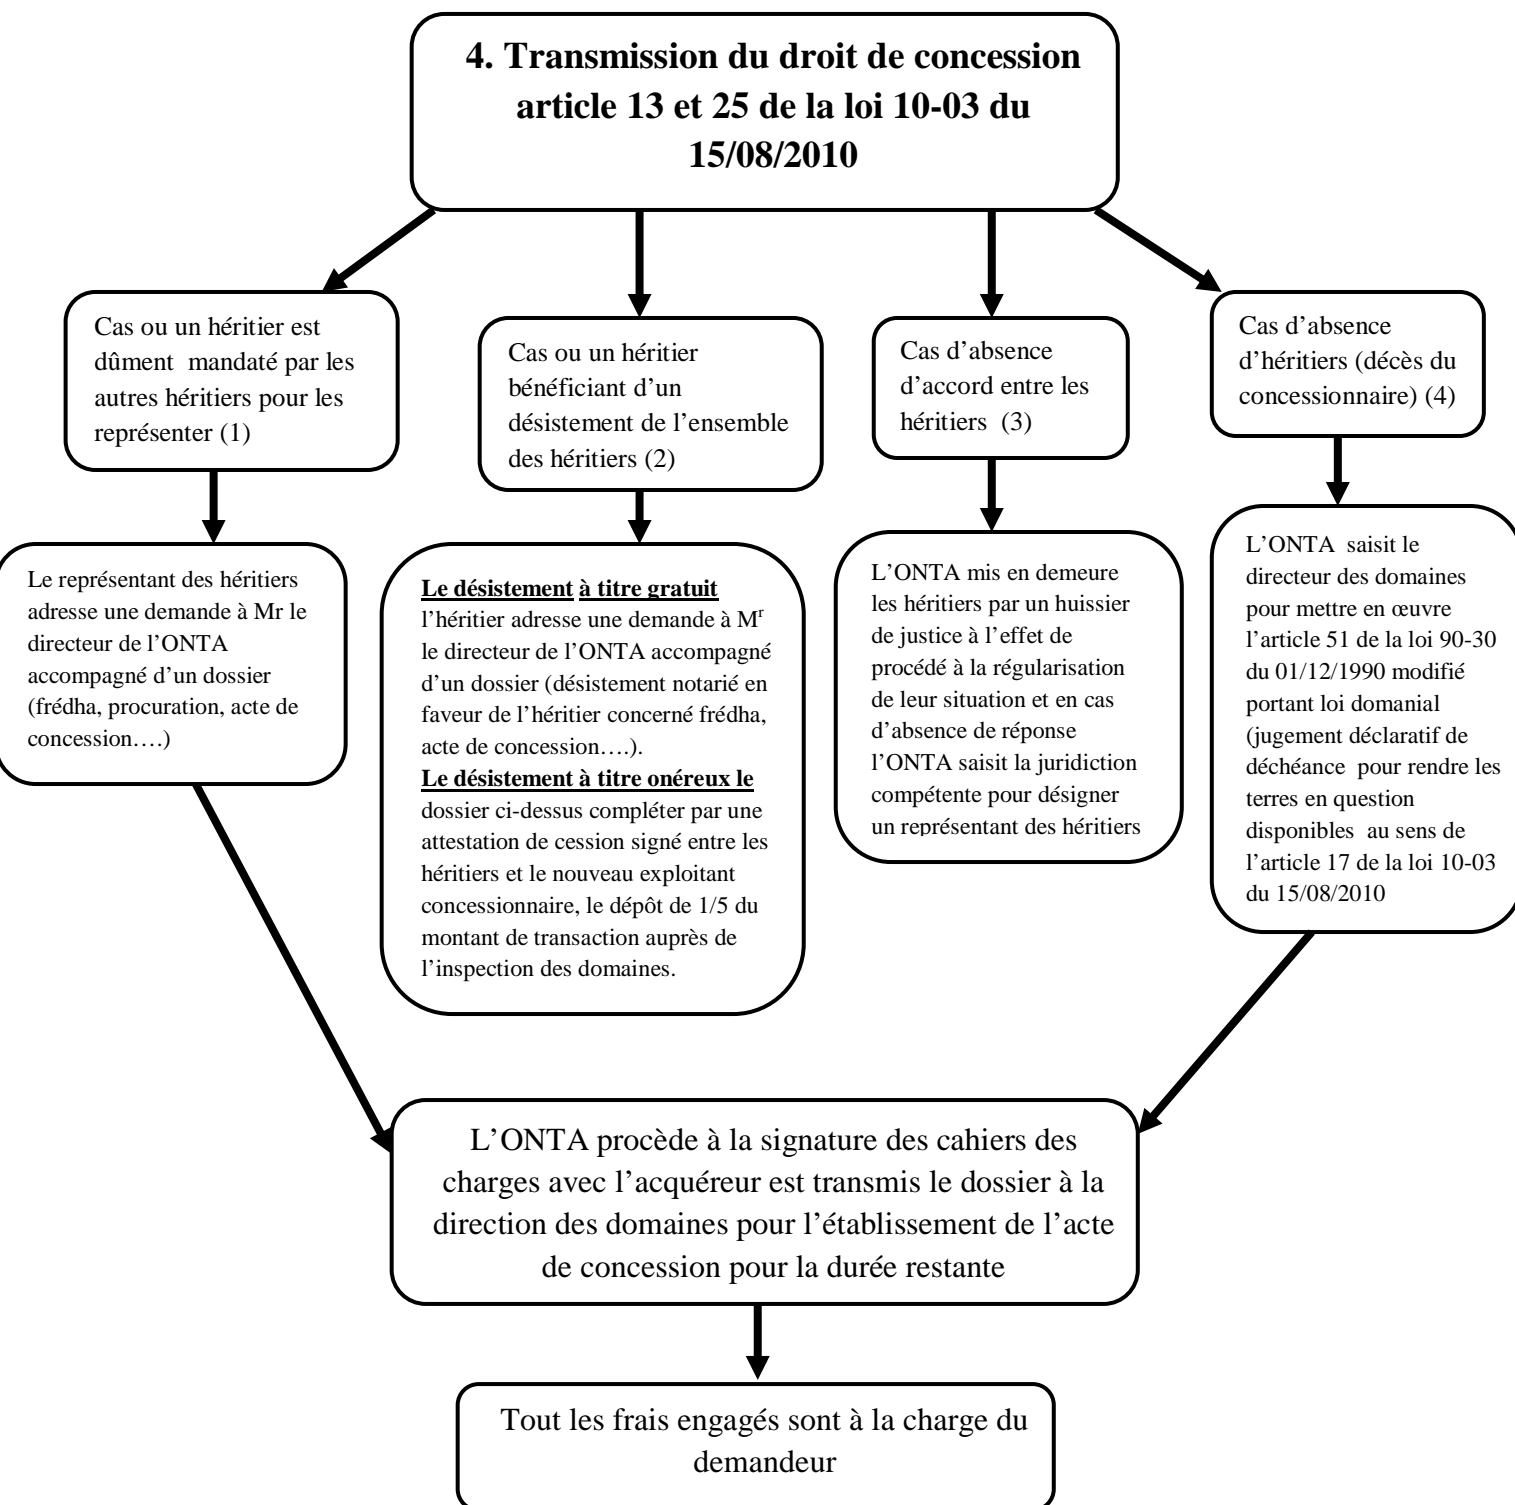 4. Transmission du droit de concession
article 13 et 25 de la loi 10-03 du
15/08/2010
Cas ou un héritier est
dûment mandaté par les
autres héritiers pour les
représenter (1)
Cas ou un héritier
bénéficiant d’un
désistement de l’ensemble
des héritiers (2)
Cas d’absence
d’accord entre les
héritiers (3)
Cas d’absence
d’héritiers (décès du
concessionnaire) (4)
Le représentant des héritiers
adresse une demande à Mr le
directeur de l’ONTA
accompagné d’un dossier
(frédha, procuration, acte de
concession….)
Le désistement à titre gratuit
l’héritier adresse une demande à Mr
le directeur de l’ONTA accompagné
d’un dossier (désistement notarié en
faveur de l’héritier concerné frédha,
acte de concession….).
Le désistement à titre onéreux le
dossier ci-dessus compléter par une
attestation de cession signé entre les
héritiers et le nouveau exploitant
concessionnaire, le dépôt de 1/5 du
montant de transaction auprès de
l’inspection des domaines.
L’ONTA mis en demeure
les héritiers par un huissier
de justice à l’effet de
procédé à la régularisation
de leur situation et en cas
d’absence de réponse
l’ONTA saisit la juridiction
compétente pour désigner
un représentant des héritiers
L’ONTA saisit le
directeur des domaines
pour mettre en œuvre
l’article 51 de la loi 90-30
du 01/12/1990 modifié
portant loi domanial
(jugement déclaratif de
déchéance pour rendre les
terres en question
disponibles au sens de
l’article 17 de la loi 10-03
du 15/08/2010
L’ONTA procède à la signature des cahiers des
charges avec l’acquéreur est transmis le dossier à la
direction des domaines pour l’établissement de l’acte
de concession pour la durée restante
Tout les frais engagés sont à la charge du
demandeur